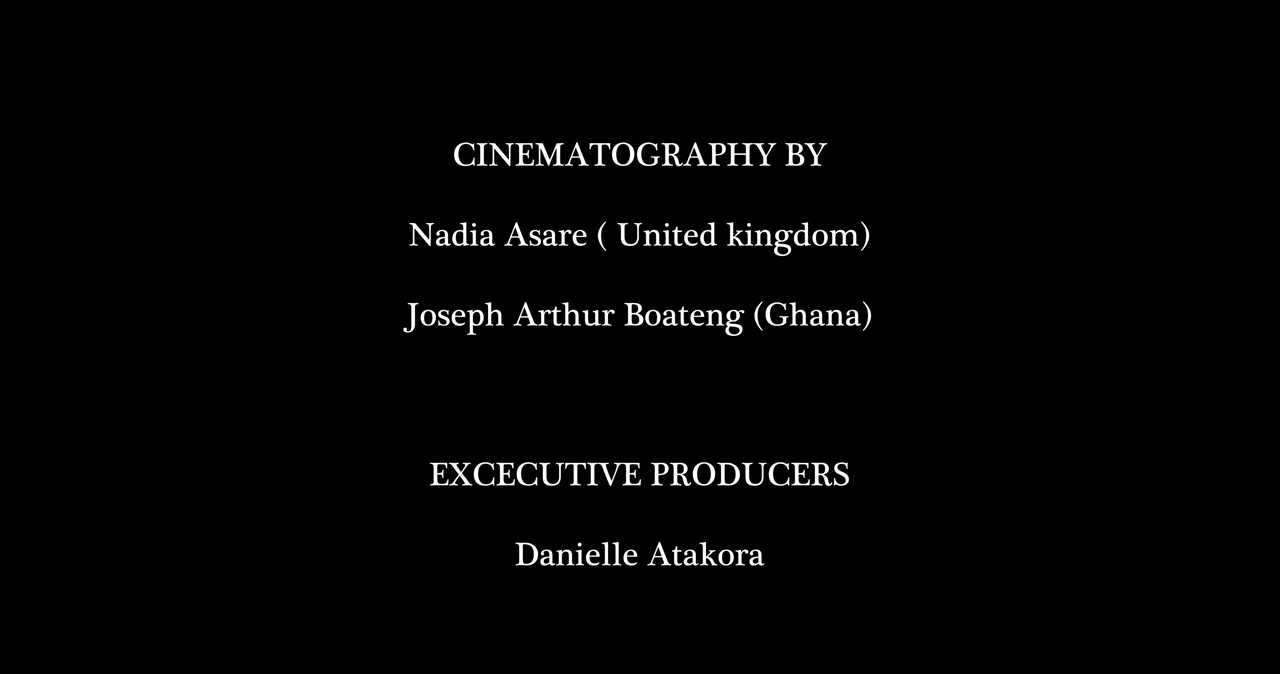 CINEMATOGRAPHY BY
Nadia Asare ( United kingdom)
Joseph Arthur Boateng (Ghana)
EXCECUTIVE PRODUCERS
Danielle Atakora